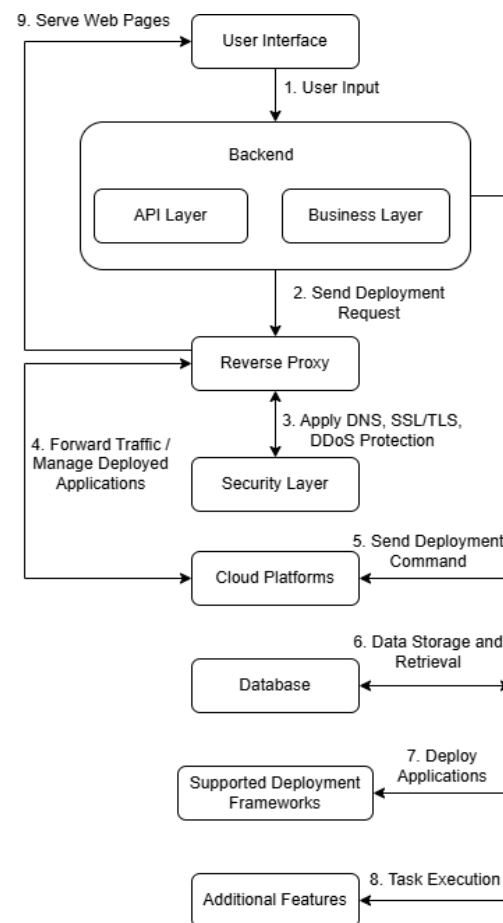 9. Serve Web Pages
User Interface
1. User Input
Backend
API Layer
Business Layer
2. Send Deployment
Request
Reverse Proxy
3. Apply DNS, SSL/TLS,
DDoS Protection
4. Forward Traffic /
Manage Deployed
Applications
Security Layer
5. Send Deployment
Command
Cloud Platforms
6. Data Storage and
Retrieval
Database
7. Deploy
Applications
Supported Deployment
Frameworks
8. Task Execution
Additional Features